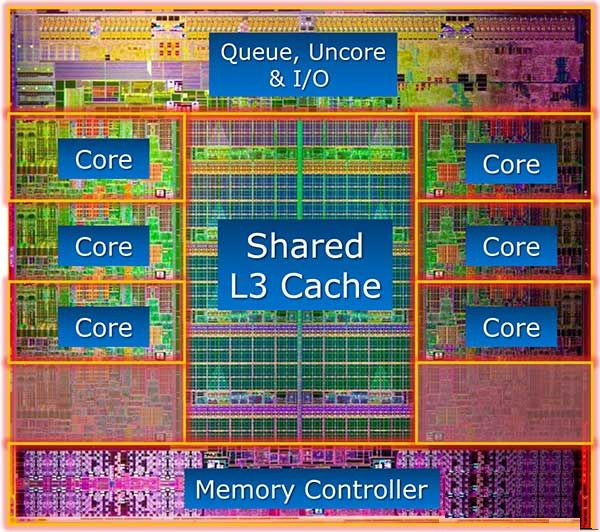 Queue, Uncore
& I/O
Core
Core
Shared
L3 Cache
Core
Core
Core
Core
Memory Controller